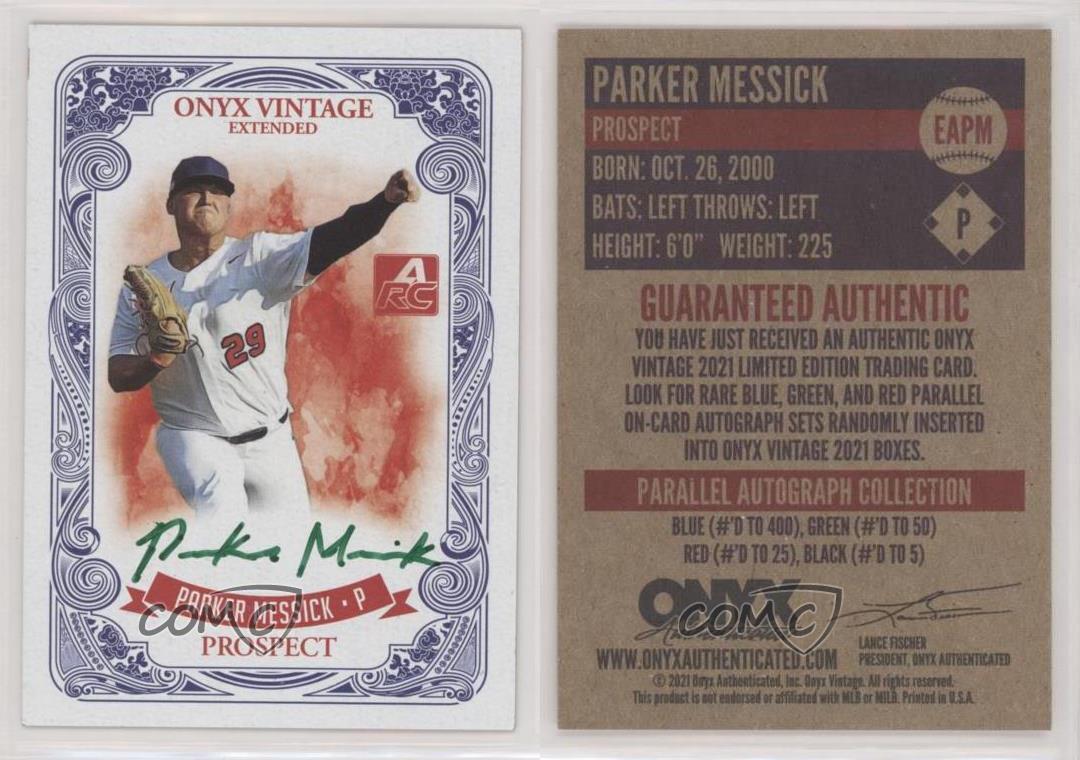 ONYX VINTAGE
EXTENDED
A
RC
29
Parker Messick
PARKER MESSICK • P
PROSPECT
COMC
PARKER MESSICK
PROSPECT
EAPM
BORN: OCT. 26, 2000
BATS: LEFT THROWS: LEFT
P
HEIGHT: 6'0" WEIGHT: 225
GUARANTEED AUTHENTIC
YOU HAVE JUST RECEIVED AN AUTHENTIC ONYX
VINTAGE 2021 LIMITED EDITION TRADING CARD.
LOOK FOR RARE BLUE, GREEN, AND RED PARALLEL
ON-CARD AUTOGRAPH SETS RANDOMLY INSERTED
INTO ONYX VINTAGE 2021 BOXES.
PARALLEL AUTOGRAPH COLLECTION
BLUE (#'D TO 400), GREEN (#'D TO 50)
RED (#'D TO 25), BLACK (#'D TO 5)
ONYX
COMC
LANCE FISCHER
WWW.ONYXAUTHENTICATED.COM PRESIDENT, ONYX AUTHENTICATED
© 2021 Onyx Authenticated, Inc. Onyx Vintage. All rights reserved.
This product is not endorsed or affiliated with MLB or MiLB. Printed in U.S.A.